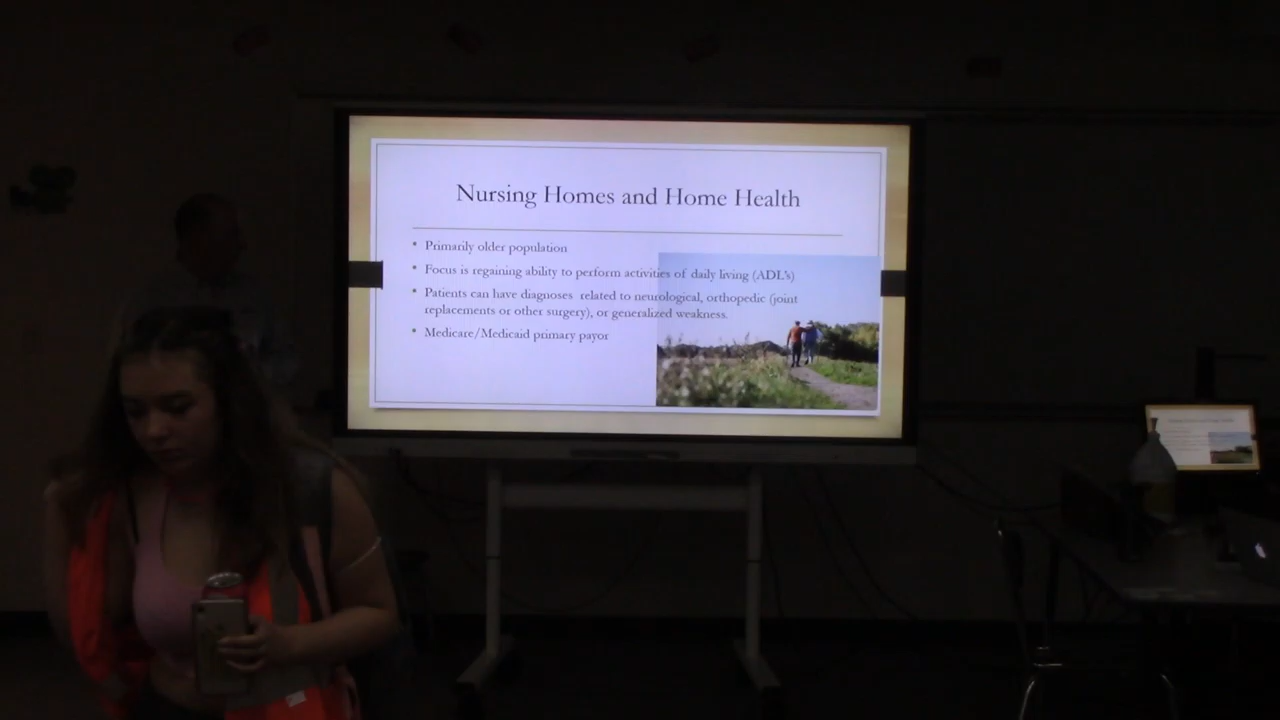 Nursing Homes and Home Health
• Primarily older population
• Focus is regaining ability to perform activities of daily living (ADL's)
• Patients can have diagnoses related to neurological, orthopedic (joint
replacements or other surgery), or generalized weakness.
• Medicare/Medicaid primary payor